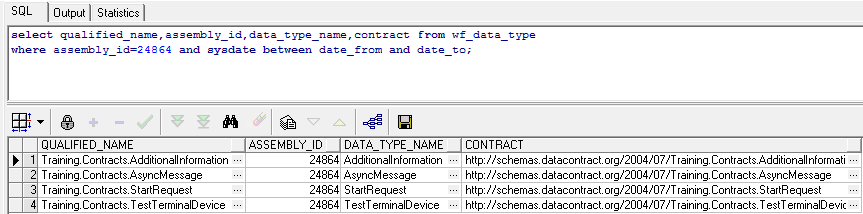 SQL Output Statistics
select qualified_name,assembly_id,data_type_name,contract from wf_data_type
where assembly_id=24864 and sysdate between date_from and date_to;
QUALIFIED_NAME ASSEMBLY_ID DATA_TYPE_NAME CONTRACT
1 Training.Contracts.AdditionalInformation ... 24864 AdditionalInformation ... http://schemas.datacontract.org/2004/07/Training.Contracts.AdditionalInformati ...
2 Training.Contracts.AsyncMessage ... 24864 AsyncMessage ... http://schemas.datacontract.org/2004/07/Training.Contracts.AsyncMessage ...
3 Training.Contracts.StartRequest ... 24864 StartRequest ... http://schemas.datacontract.org/2004/07/Training.Contracts.StartRequest ...
4 Training.Contracts.TestTerminalDevice ... 24864 TestTerminalDevice ... http://schemas.datacontract.org/2004/07/Training.Contracts.TestTerminalDevic ...